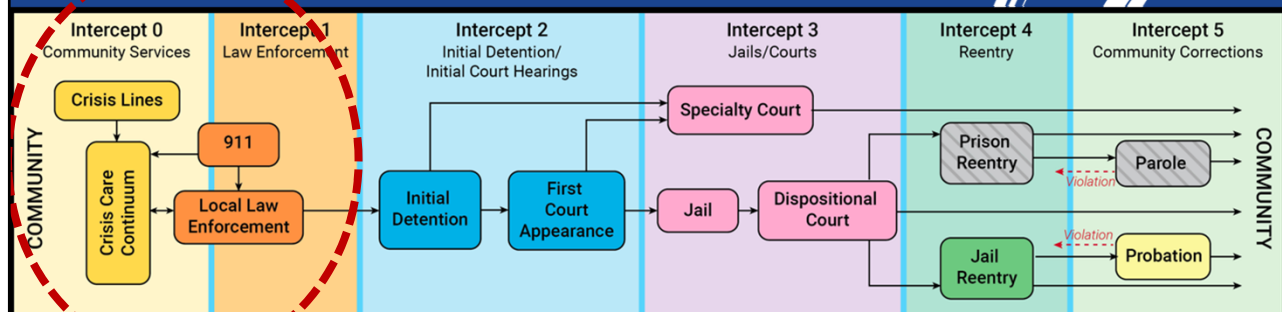 Intercept 0
Community Services
Intercept 1
Law Enforcement
Intercept 2
Initial Detention/
Initial Court Hearings
Intercept 3
Jails/Courts
Intercept 4
Reentry
Intercept 5
Community Corrections
COMMUNITY
Crisis Lines
Crisis Care
Continuum
911
Local Law
Enforcement
Initial
Detention
First
Court
Appearance
Specialty Court
Jail
Dispositional
Court
Prison
Reentry
Parole
Violation
Jail
Reentry
Violation
Probation
COMMUNITY